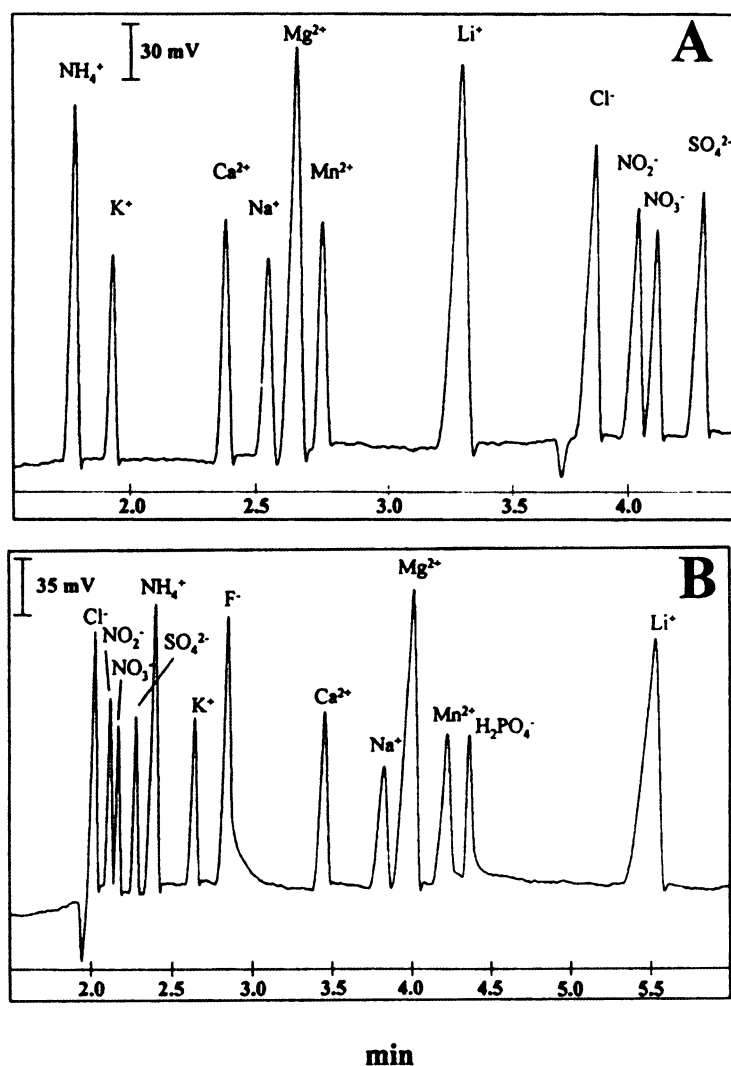 A
30 mV
NH₄⁺
K⁺
Ca²⁺
Na⁺
Mg²⁺
Mn²⁺
Li⁺
Cl⁻
NO₂⁻
NO₃⁻
SO₄²⁻
2.0 2.5 3.0 3.5 4.0
B
35 mV
Cl⁻
NO₂⁻
NO₃⁻
SO₄²⁻
NH₄⁺
K⁺
F⁻
Ca²⁺
Na⁺
Mg²⁺
Mn²⁺
H₂PO₄⁻
Li⁺
2.0 2.5 3.0 3.5 4.0 4.5 5.0 5.5
min